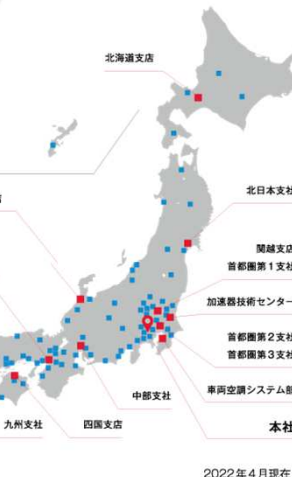 北海道支店
店
北日本支社
関越支店
首都圏第1支社
加速器技術センター
首都圏第2支社
首都圏第3支社
車両空調システム部
中部支社
本社
九州支社
四国支店
2022年4月現在